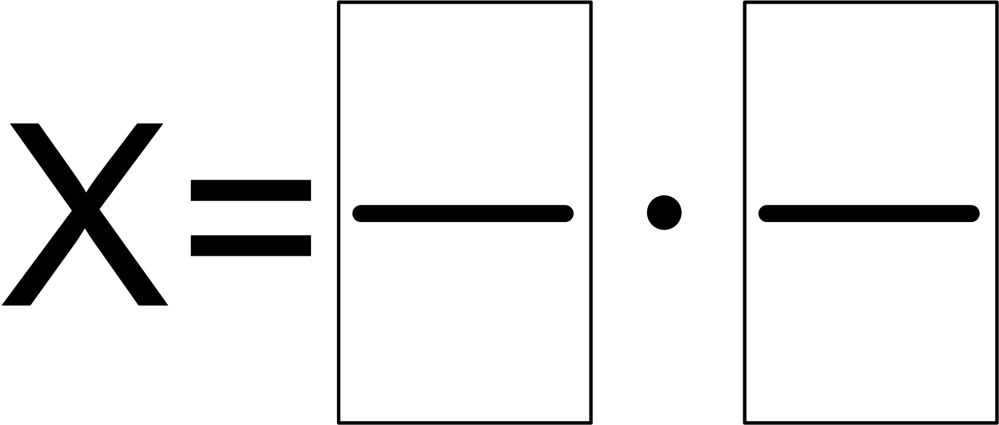 X= — · —